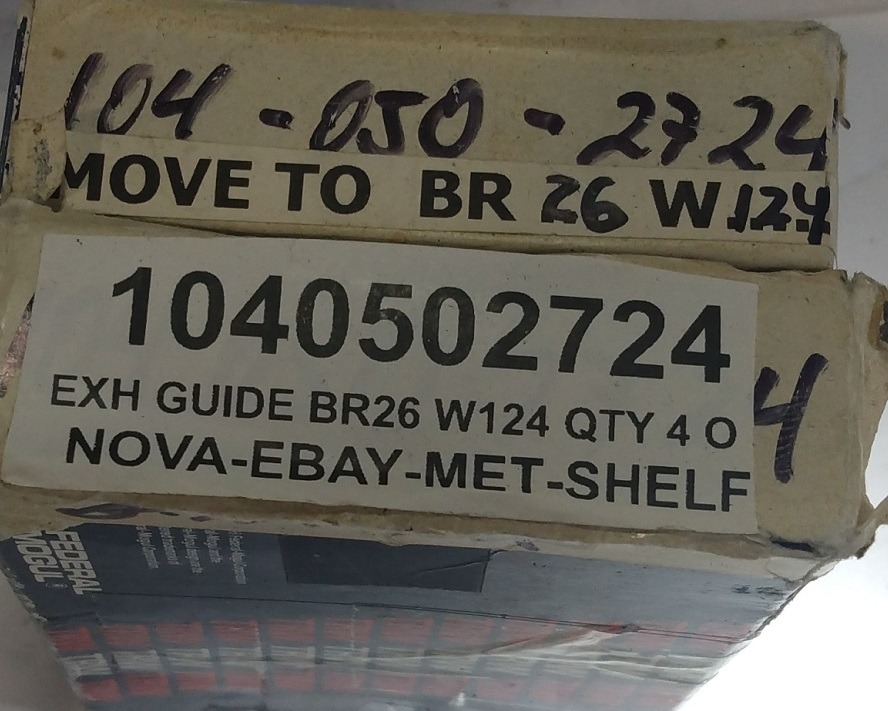 104-050-2724
MOVE TO BR 26 W124
1040502724
EXH GUIDE BR26 W124 QTY 4 O
4
NOVA-EBAY-MET-SHELF
FEDERAL
MOGUL